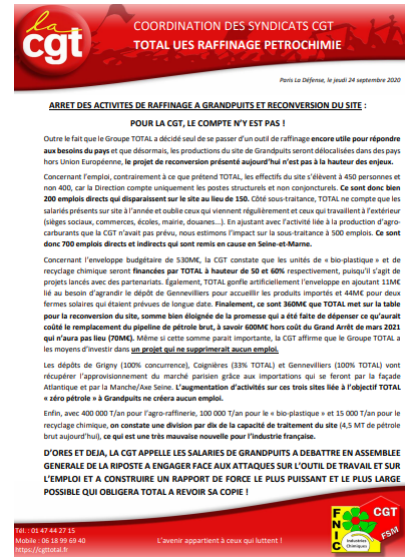 la
cgt
COORDINATION DES SYNDICATS CGT
TOTAL UES RAFFINAGE PETROCHIMIE
Paris La Défense, le jeudi 24 septembre 2020
ARRET DES ACTIVITES DE RAFFINAGE A GRANDPUITS ET RECONVERSION DU SITE :
POUR LA CGT, LE COMPTE N'Y EST PAS !
Outre le fait que le Groupe TOTAL a décidé seul de se passer d'un outil de raffinage encore utile pour répondre
aux besoins du pays et que désormais, les productions du site de Grandpuits seront délocalisées dans des pays
hors Union Européenne, le projet de reconversion présenté aujourd'hui n'est pas à la hauteur des enjeux.
Concernant l'emploi, contrairement à ce que prétend TOTAL, les effectifs du site s'élèvent à 450 personnes et
non 400, car la Direction compte uniquement les postes structurels et non conjoncturels. Ce sont donc bien
200 emplois directs qui disparaissent sur le site au lieu de 150. Côté sous-traitance, TOTAL ne compte que les
salariés présents sur site à l'année et oublie ceux qui viennent régulièrement et ceux qui travaillent à l'extérieur
(sièges sociaux, commerces, écoles, mairie, douanes...). En ajustant avec l'activité liée à la production d'agro-
carburants que la CGT n'avait pas prévu, nous estimons l'impact sur la sous-traitance à 500 emplois. Ce sont
donc 700 emplois directs et indirects qui sont remis en cause en Seine-et-Marne.
Concernant l'enveloppe budgétaire de 530M€, la CGT constate que les unités de « bio-plastique » et de
recyclage chimique seront financées par TOTAL à hauteur de 50 et 60% respectivement, puisqu'il s'agit de
projets lancés avec des partenariats. Également, TOTAL gonfle artificiellement l'enveloppe en ajoutant 11M€
lié au besoin d'agrandir le dépôt de Gennevilliers pour accueillir les produits importés et 44M€ pour deux
fermes solaires qui étaient prévues de longue date. Finalement, ce sont 360M€ que TOTAL met sur la table
pour la reconversion du site, somme bien éloignée de la promesse qui a été faite de dépenser ce qu'aurait
coûté le remplacement du pipeline de pétrole brut, à savoir 600M€ hors coût du Grand Arrêt de mars 2021
qui n'aura pas lieu (70M€). Même si cette somme parait importante, la CGT affirme que le Groupe TOTAL a
les moyens d'investir dans un projet qui ne supprimerait aucun emploi.
Les dépôts de Grigny (100% concurrence), Coignières (33% TOTAL) et Gennevilliers (100% TOTAL) vont
récupérer l'approvisionnement du marché parisien grâce aux importations qui se feront par la façade
Atlantique et par la Manche/Axe Seine. L'augmentation d'activités sur ces trois sites liée à l'objectif TOTAL
« zéro pétrole » à Grandpuits ne créera aucun emploi.
Enfin, avec 400 000 T/an pour l'agro-raffinerie, 100 000 T/an pour le « bio-plastique » et 15 000 T/an pour le
recyclage chimique, on constate une division par dix de la capacité de traitement du site (4,5 MT de pétrole
brut aujourd'hui), ce qui est une très mauvaise nouvelle pour l'industrie française.
D'ORES ET DEJA, LA CGT APPELLE LES SALARIES DE GRANDPUITS A DEBATTRE EN ASSEMBLEE
GENERALE DE LA RIPOSTE A ENGAGER FACE AUX ATTAQUES SUR L'OUTIL DE TRAVAIL ET SUR
L'EMPLOI ET A CONSTRUIRE UN RAPPORT DE FORCE LE PLUS PUISSANT ET LE PLUS LARGE
POSSIBLE QUI OBLIGERA TOTAL A REVOIR SA COPIE !
Tél. : 01 47 44 27 15
Mobile : 06 18 99 69 40
https://cgttotal.fr
L'avenir appartient à ceux qui luttent !
FNIC
CGT
FSM
Industries
Chimiques